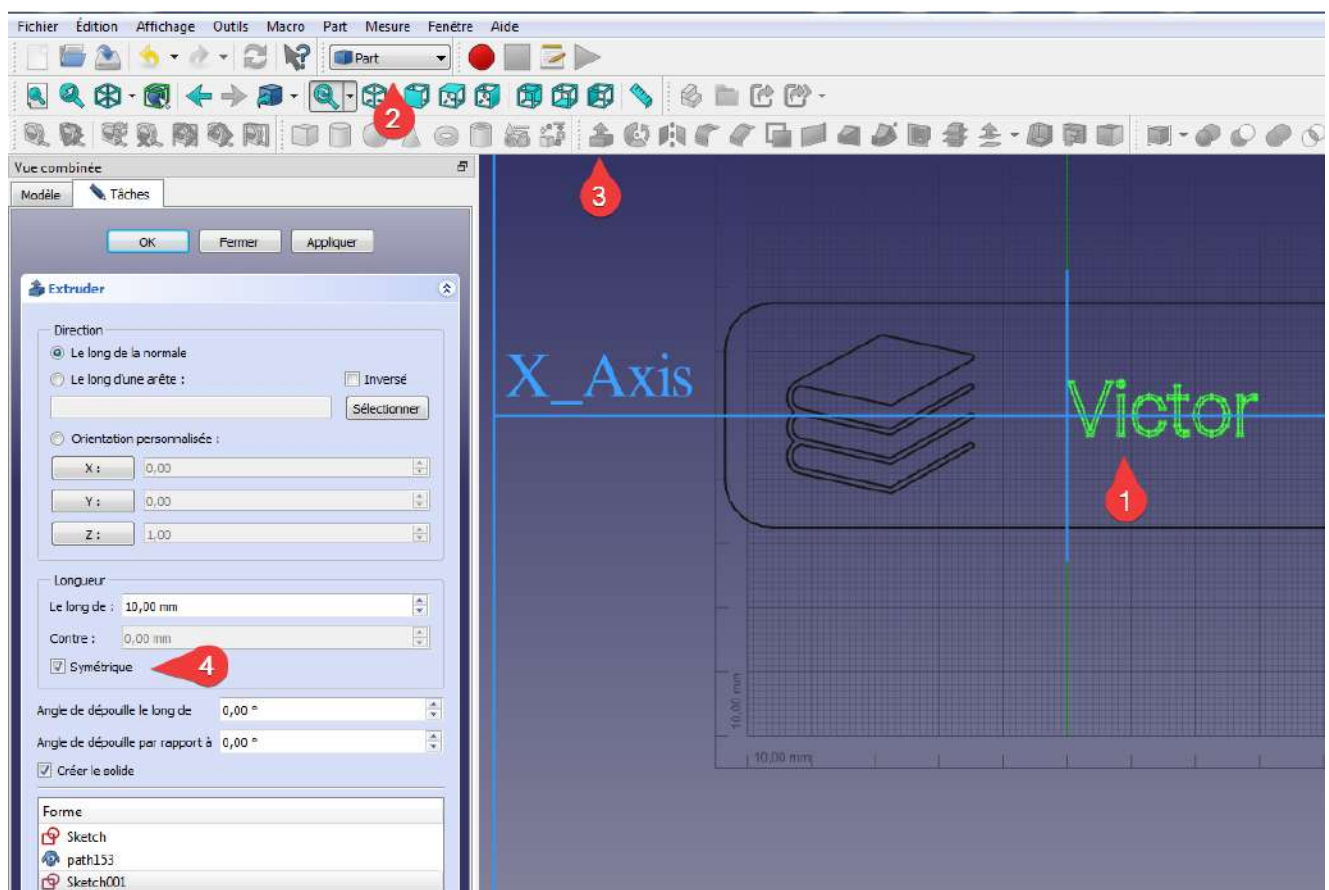 Fichier Édition Affichage Outils Macro Part Mesure Fenêtre Aide
Part
2
Vue combinée
3
Modèle Tâches
OK Fermer Appliquer
Extruder
Direction
Le long de la normale
Le long d'une arête : Inversé
Sélectionner
Orientation personnalisée :
X : 0,00
Y : 0,00
Z : 1,00
Longueur
Le long de : 10,00 mm
Contre : 0,00 mm
Symétrique 4
Angle de dépouille le long de 0,00 °
Angle de dépouille par rapport à 0,00 °
Créer le solide
Forme
Sketch
path153
Sketch001
X_Axis
Victor
1
10,00 mm
10,00 mm